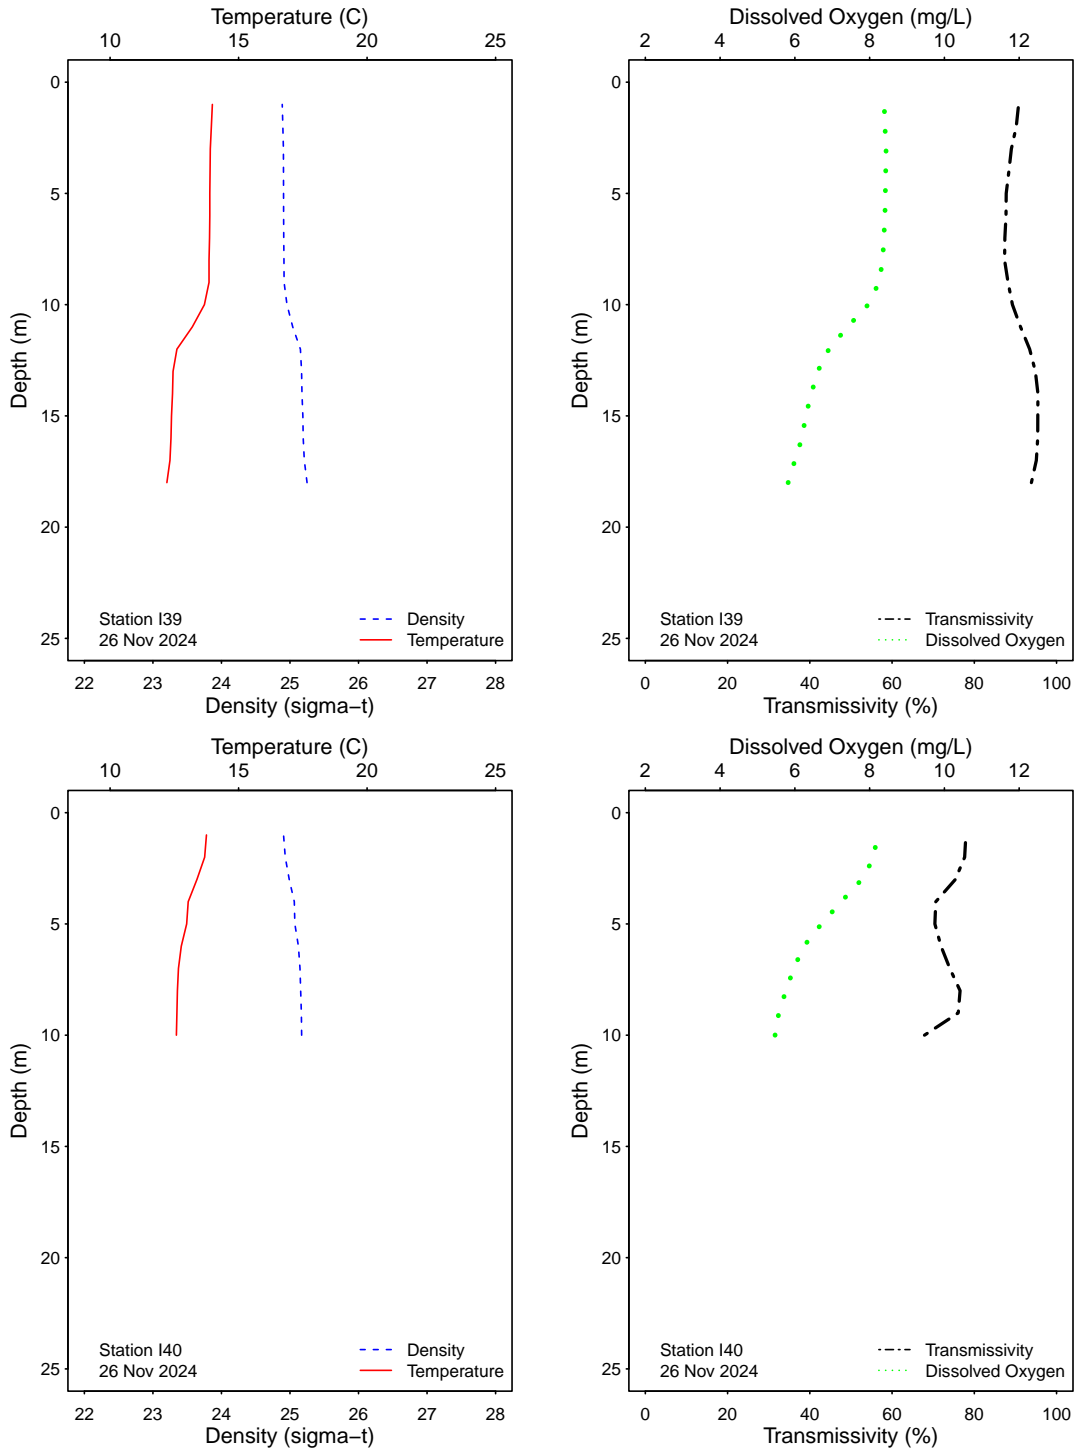 Temperature (C)
10 15 20 25
0
5
10
15
20
25
Depth (m)
Station I39
26 Nov 2024
Density
Temperature
22 23 24 25 26 27 28
Density (sigma−t)
Dissolved Oxygen (mg/L)
2 4 6 8 10 12
0
5
10
15
20
25
Depth (m)
Station I39
26 Nov 2024
Transmissivity
Dissolved Oxygen
0 20 40 60 80 100
Transmissivity (%)
Temperature (C)
10 15 20 25
0
5
10
15
20
25
Depth (m)
Station I40
26 Nov 2024
Density
Temperature
22 23 24 25 26 27 28
Density (sigma−t)
Dissolved Oxygen (mg/L)
2 4 6 8 10 12
0
5
10
15
20
25
Depth (m)
Station I40
26 Nov 2024
Transmissivity
Dissolved Oxygen
0 20 40 60 80 100
Transmissivity (%)